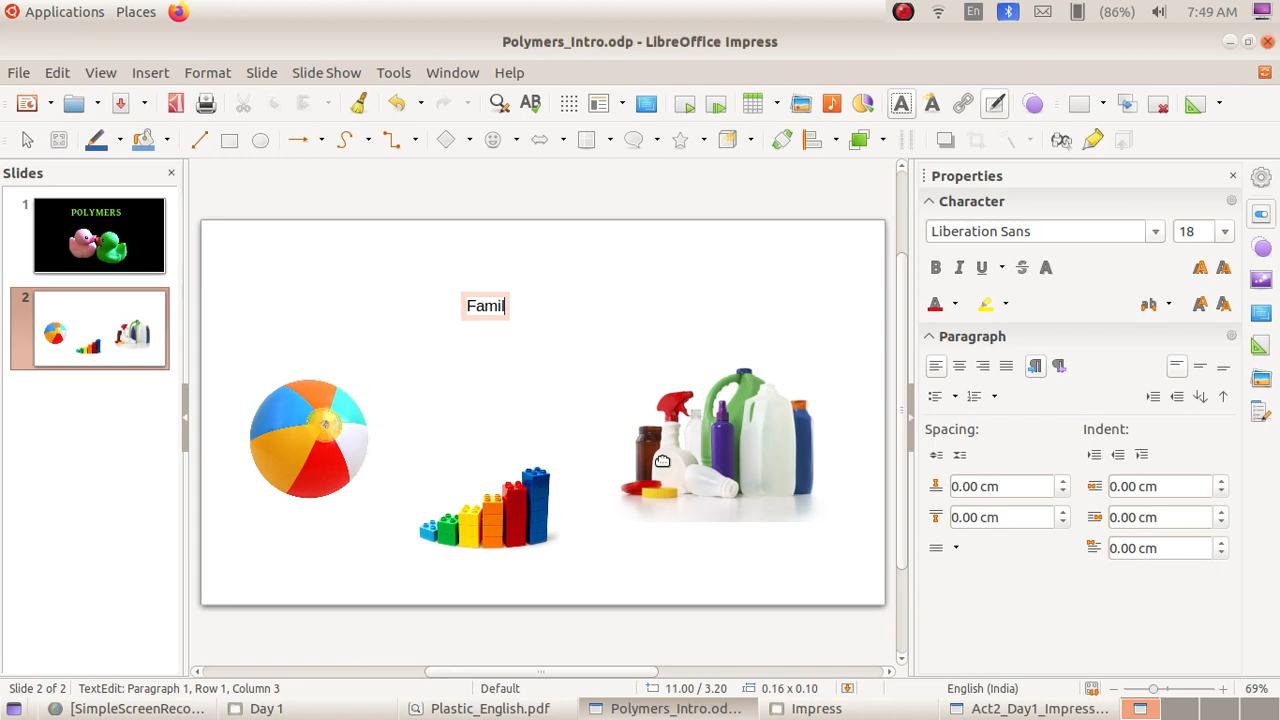 Applications Places En (86%) 7:49 AM
Polymers_Intro.odp - LibreOffice Impress
File Edit View Insert Format Slide Slide Show Tools Window Help
Slides
1
POLYMERS
2
Famil
Properties
Character
Liberation Sans 18
Paragraph
Spacing: Indent:
0.00 cm 0.00 cm
0.00 cm 0.00 cm
0.00 cm
Slide 2 of 2 TextEdit: Paragraph 1, Row 1, Column 3 Default 11.00 / 3.20 0.16 x 0.10 English (India) 69%
[SimpleScreenReco... Day 1 Plastic_English.pdf Polymers_Intro.od... Impress Act2_Day1_Impress...